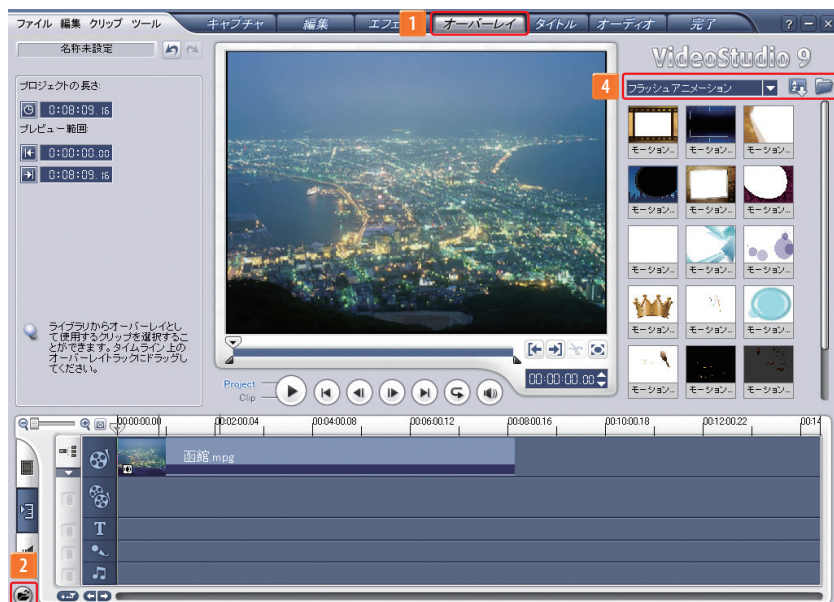 ファイル 編集 クリップ ツール
キャプチャ
編集
エフェ
1
オーバーレイ
タイトル
オーディオ
完了
? − ×
名称未設定
VideoStudio 9
プロジェクトの長さ:
0:08:09.16
プレビュー範囲:
0:00:00.00
0:08:09.16
4
フラッシュアニメーション
モーション... モーション... モーション...
モーション... モーション... モーション...
モーション... モーション... モーション...
モーション... モーション... モーション...
モーション... モーション... モーション...
ライブラリからオーバーレイとし
て使用するクリップを選択するこ
とができます。タイムライン上の
オーバーレイトラックにドラッグし
てください。
Project
Clip
00:00:00.00
00:00:00.00 00:02:00.04 00:04:00.08 00:06:00.12 00:08:00.16 00:10:00.18 00:12:00.22 00:14
函館.mpg
T
2